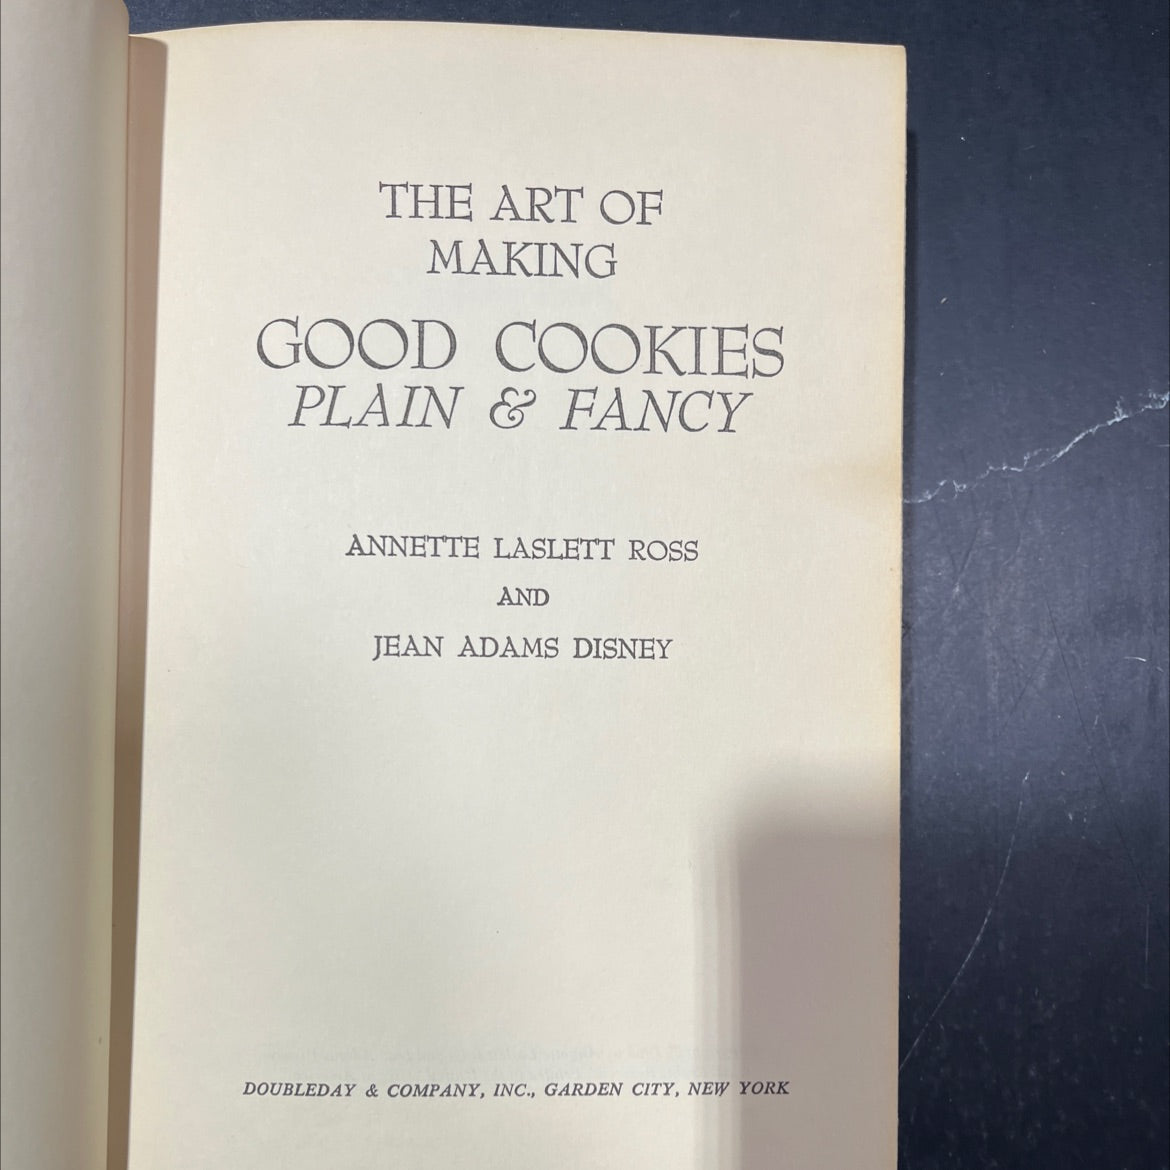 THE ART OF
MAKING
GOOD COOKIES
PLAIN & FANCY
ANNETTE LASLETT ROSS
AND
JEAN ADAMS DISNEY
DOUBLEDAY & COMPANY, INC., GARDEN CITY, NEW YORK